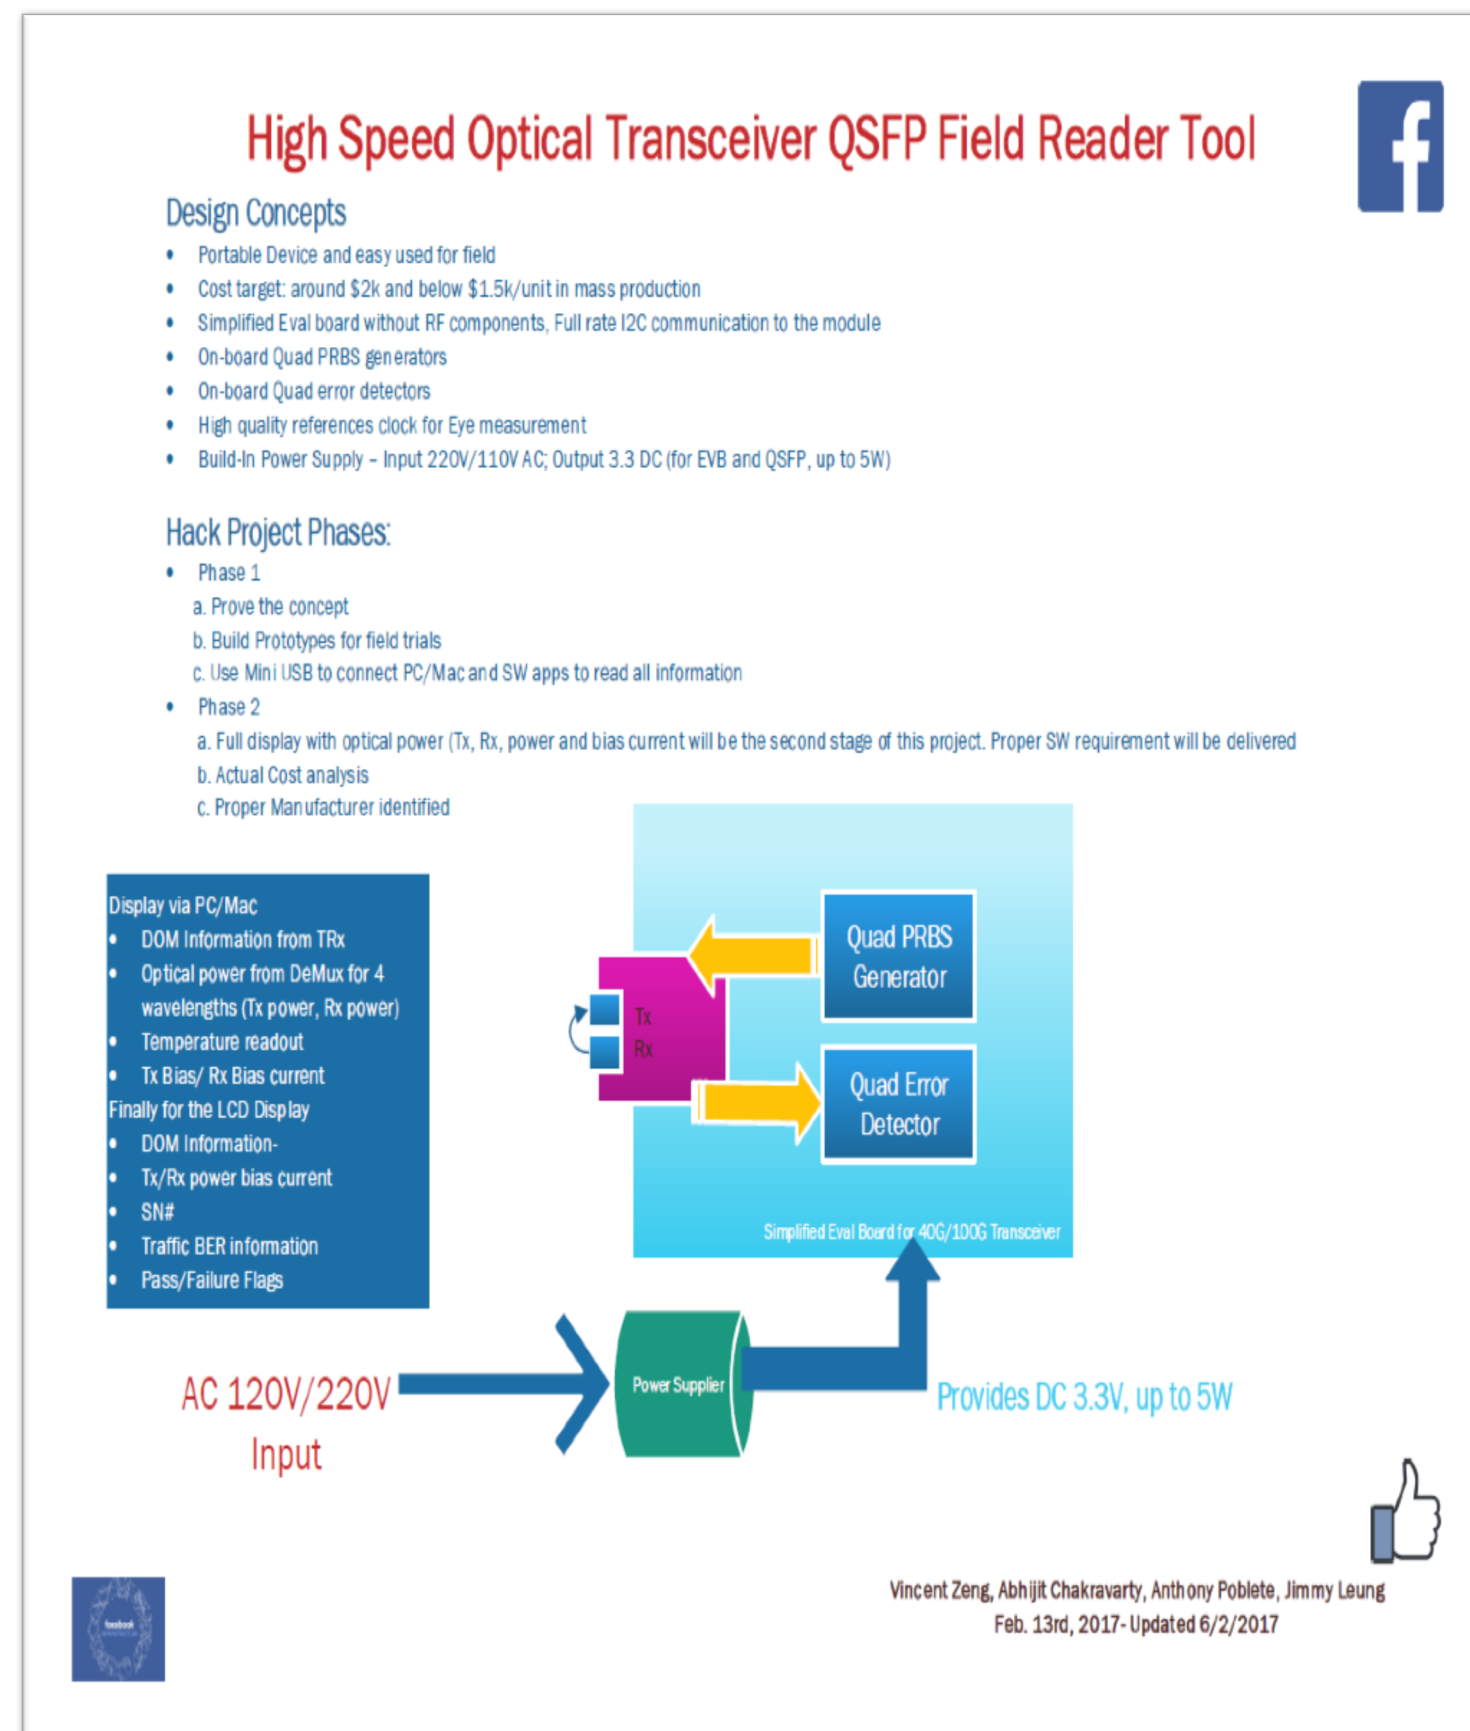 High Speed Optical Transceiver QSFP Field Reader Tool
f
Design Concepts
• Portable Device and easy used for field
• Cost target: around $2k and below $1.5k/unit in mass production
• Simplified Eval board without RF components, Full rate I2C communication to the module
• On-board Quad PRBS generators
• On-board Quad error detectors
• High quality references clock for Eye measurement
• Build-In Power Supply – Input 220V/110V AC; Output 3.3 DC (for EVB and QSFP, up to 5W)
Hack Project Phases:
• Phase 1
a. Prove the concept
b. Build Prototypes for field trials
c. Use Mini USB to connect PC/Mac and SW apps to read all information
• Phase 2
a. Full display with optical power (Tx, Rx, power and bias current will be the second stage of this project. Proper SW requirement will be delivered
b. Actual Cost analysis
c. Proper Manufacturer identified
Display via PC/Mac
• DOM Information from TRx
• Optical power from DeMux for 4
wavelengths (Tx power, Rx power)
• Temperature readout
• Tx Bias/ Rx Bias current
Finally for the LCD Display
• DOM Information-
• Tx/Rx power bias current
• SN#
• Traffic BER information
• Pass/Failure Flags
Quad PRBS
Generator
Tx
Rx
Quad Error
Detector
Simplified Eval Board for 40G/100G Transceiver
AC 120V/220V
Input
Power Supplier
Provides DC 3.3V, up to 5W
Vincent Zeng, Abhijit Chakravarty, Anthony Poblete, Jimmy Leung
Feb. 13rd, 2017- Updated 6/2/2017
facebook